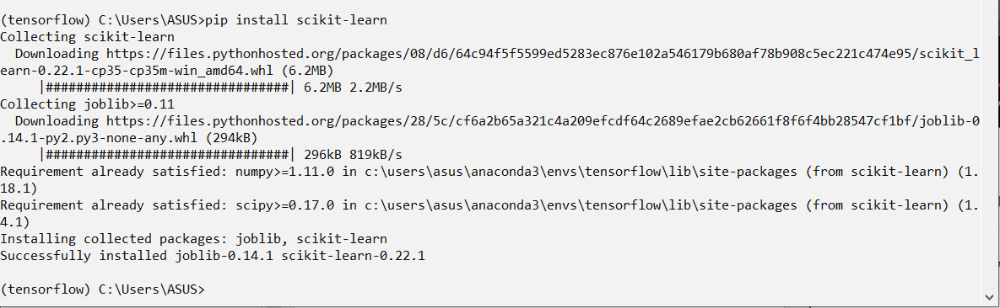 (tensorflow) C:\Users\ASUS>pip install scikit-learn
Collecting scikit-learn
  Downloading https://files.pythonhosted.org/packages/08/d6/64c94f5f5599ed5283ec876e102a546179b680af78b908c5ec221c474e95/scikit_l
earn-0.22.1-cp35-cp35m-win_amd64.whl (6.2MB)
     |################################| 6.2MB 2.2MB/s
Collecting joblib>=0.11
  Downloading https://files.pythonhosted.org/packages/28/5c/cf6a2b65a321c4a209efcdf64c2689efae2cb62661f8f6f4bb28547cf1bf/joblib-0
.14.1-py2.py3-none-any.whl (294kB)
     |################################| 296kB 819kB/s
Requirement already satisfied: numpy>=1.11.0 in c:\users\asus\anaconda3\envs\tensorflow\lib\site-packages (from scikit-learn) (1.
18.1)
Requirement already satisfied: scipy>=0.17.0 in c:\users\asus\anaconda3\envs\tensorflow\lib\site-packages (from scikit-learn) (1.
4.1)
Installing collected packages: joblib, scikit-learn
Successfully installed joblib-0.14.1 scikit-learn-0.22.1
(tensorflow) C:\Users\ASUS>